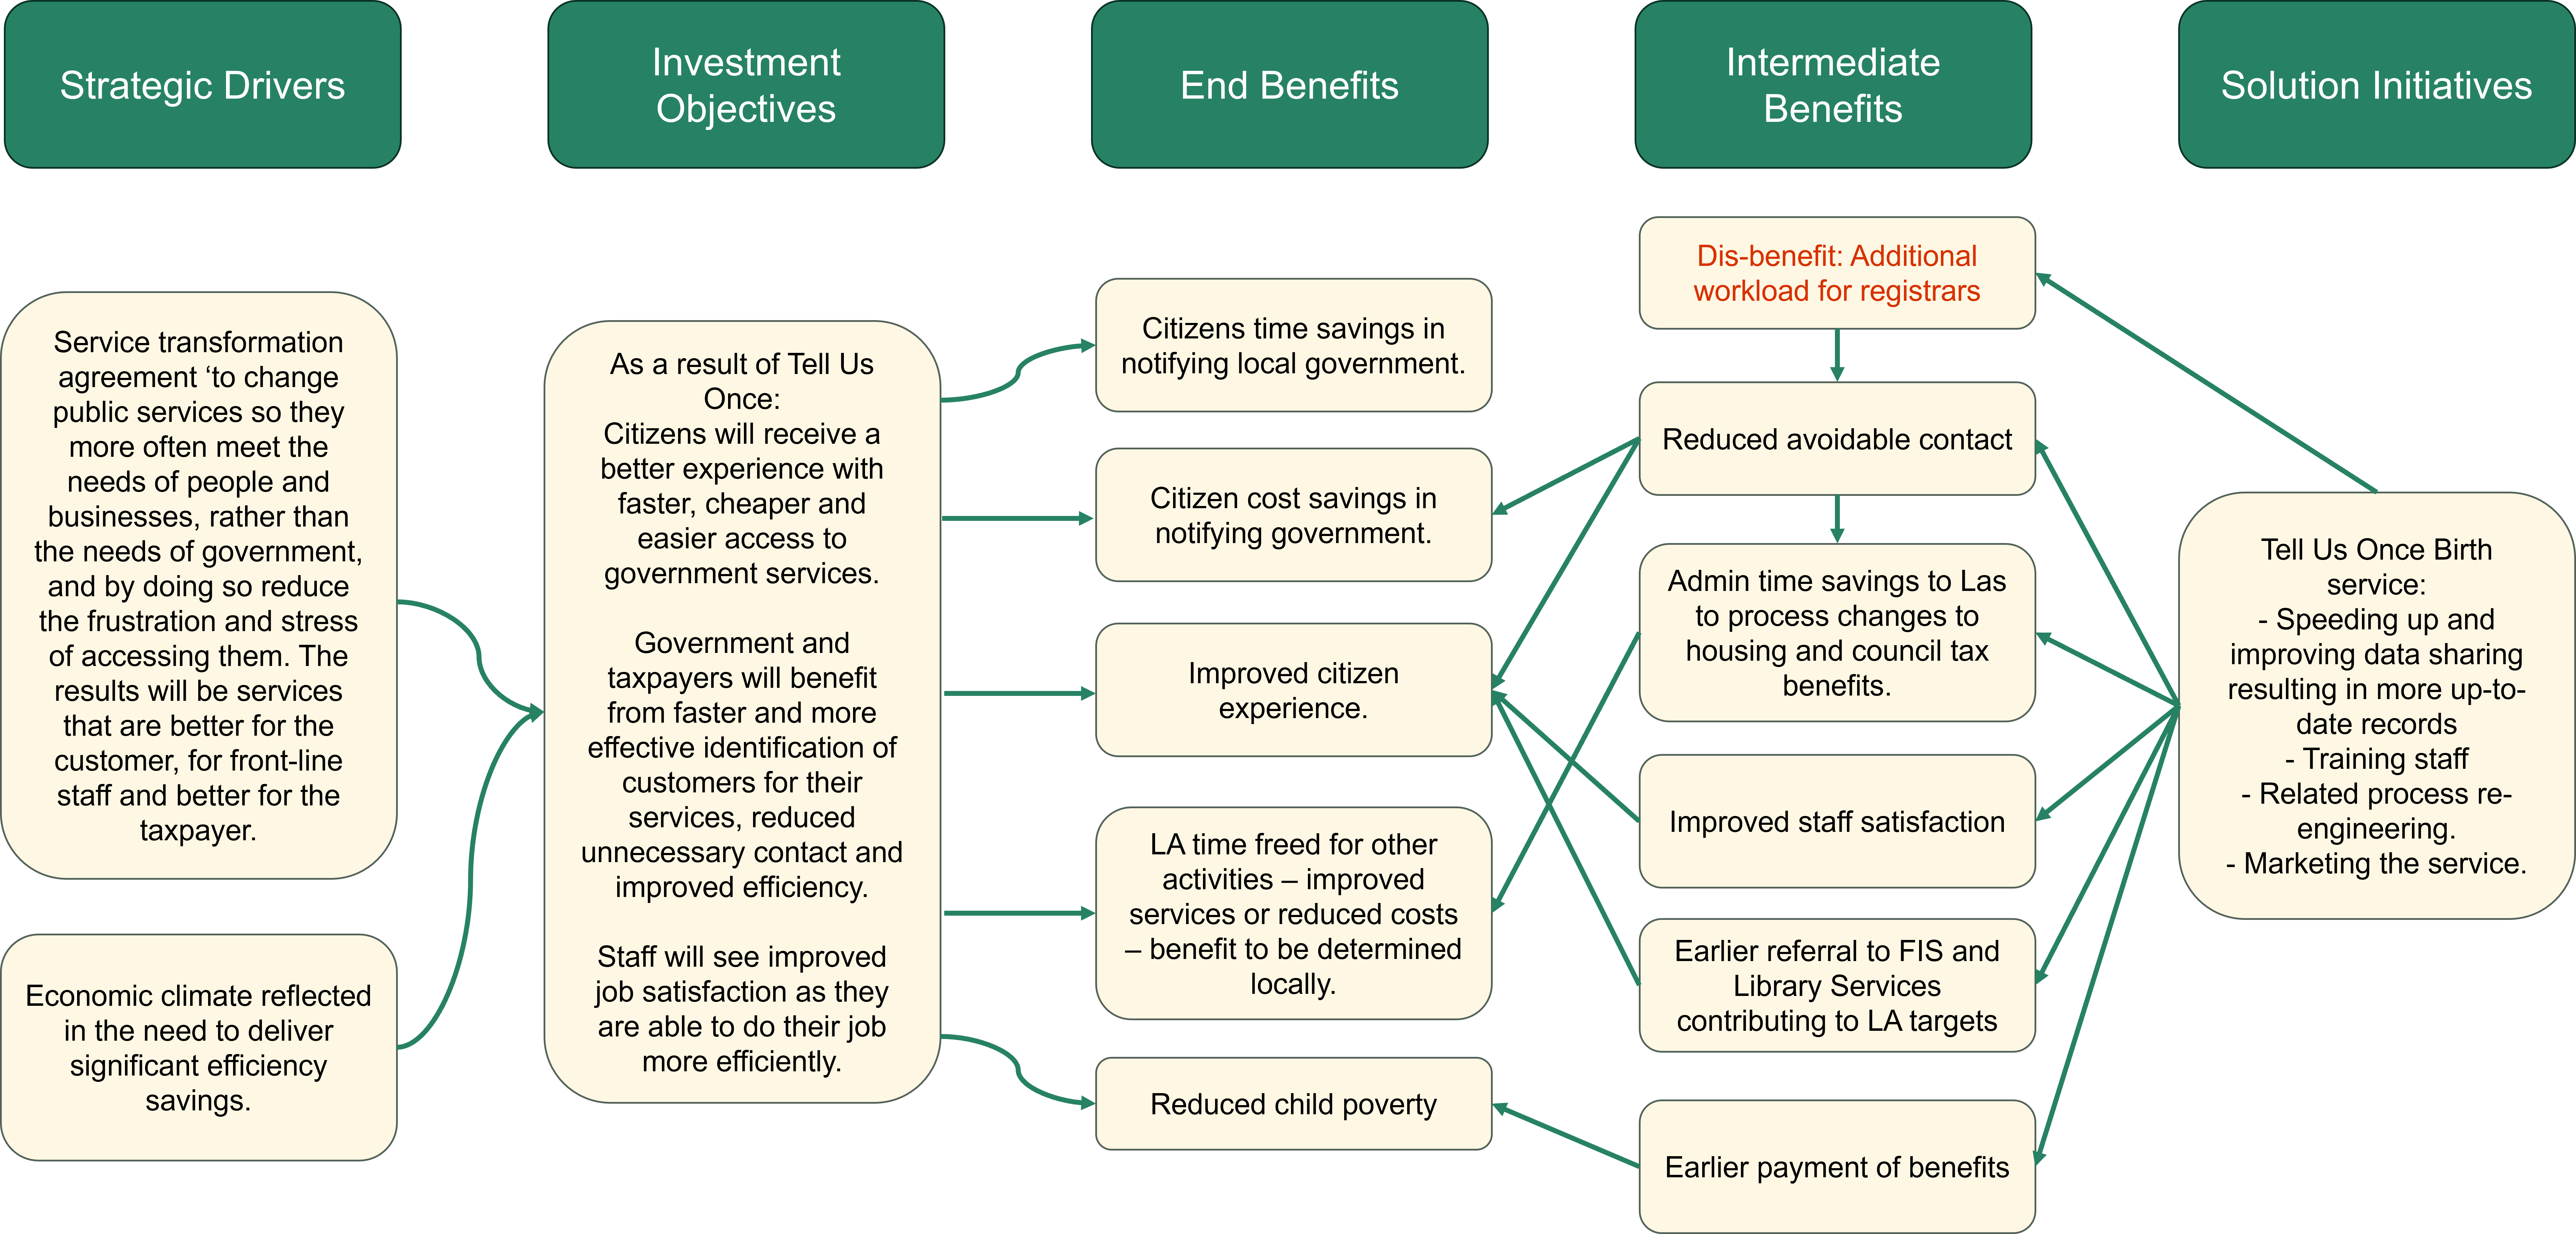 Strategic Drivers
Investment
Objectives
End Benefits
Intermediate
Benefits
Solution Initiatives
Service transformation
agreement ‘to change
public services so they
more often meet the
needs of people and
businesses, rather than
the needs of government,
and by doing so reduce
the frustration and stress
of accessing them. The
results will be services
that are better for the
customer, for front-line
staff and better for the
taxpayer.
Economic climate reflected
in the need to deliver
significant efficiency
savings.
As a result of Tell Us
Once:
Citizens will receive a
better experience with
faster, cheaper and
easier access to
government services.
Government and
taxpayers will benefit
from faster and more
effective identification of
customers for their
services, reduced
unnecessary contact and
improved efficiency.
Staff will see improved
job satisfaction as they
are able to do their job
more efficiently.
Citizens time savings in
notifying local government.
Citizen cost savings in
notifying government.
Improved citizen
experience.
LA time freed for other
activities – improved
services or reduced costs
– benefit to be determined
locally.
Reduced child poverty
Dis-benefit: Additional
workload for registrars
Reduced avoidable contact
Admin time savings to Las
to process changes to
housing and council tax
benefits.
Improved staff satisfaction
Earlier referral to FIS and
Library Services
contributing to LA targets
Earlier payment of benefits
Tell Us Once Birth
service:
- Speeding up and
improving data sharing
resulting in more up-to-
date records
- Training staff
- Related process re-
engineering.
- Marketing the service.